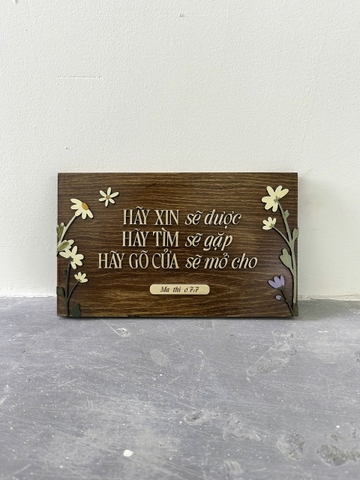 HÃY XIN sẽ được
HÃY TÌM sẽ gặp
HÃY GÕ CỬA sẽ mở cho
Ma thi ơ 7:7